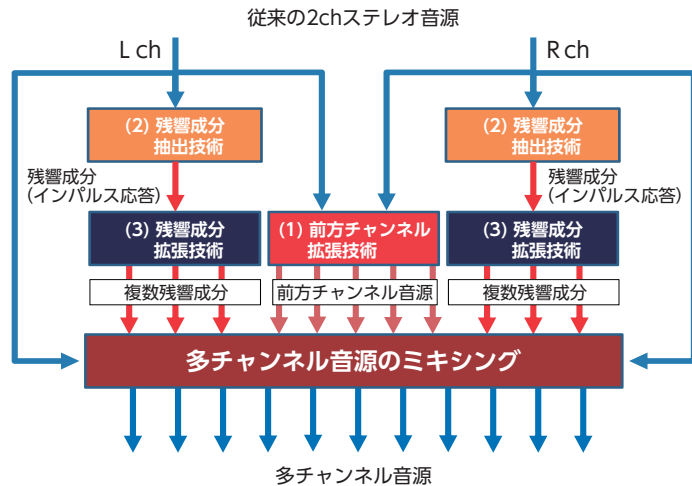 従来の2chステレオ音源
L ch
R ch
(2) 残響成分
抽出技術
(2) 残響成分
抽出技術
残響成分
(インパルス応答)
残響成分
(インパルス応答)
(3) 残響成分
拡張技術
(1) 前方チャンネル
拡張技術
(3) 残響成分
拡張技術
複数残響成分
前方チャンネル音源
複数残響成分
多チャンネル音源のミキシング
多チャンネル音源